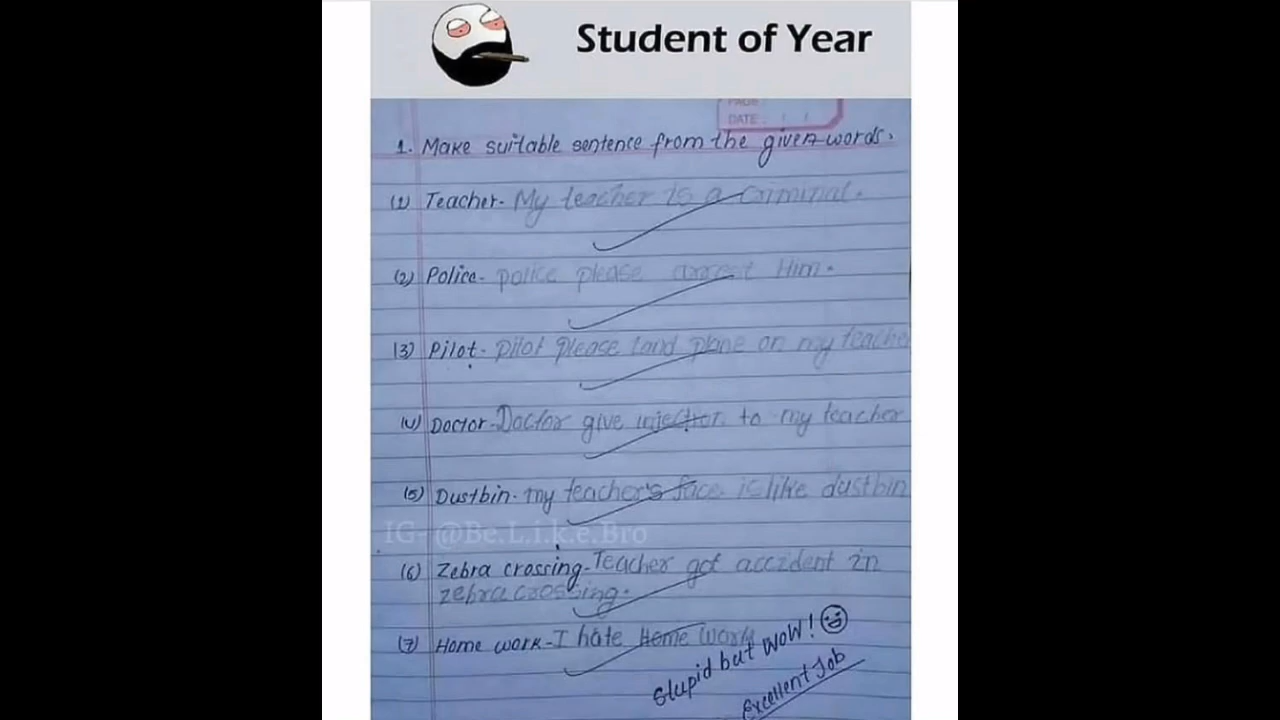 Student of Year
PAGE :
DATE : / /
1. Make suitable sentence from the given words.
(1) Teacher- My teacher is a criminal.
(2) Police- police please arrest Him.
(3) Pilot- pilot please land plane on my teacher
(4) Doctor- Doctor give injection to my teacher
(5) Dustbin- my teacher's face is like dustbin
IG- @Be.L.i.k.e.Bro
(6) Zebra crossing- Teacher got accident in
zebra crossing.
(7) Home work- I hate Home work
Stupid but WoW!
Excellent Job